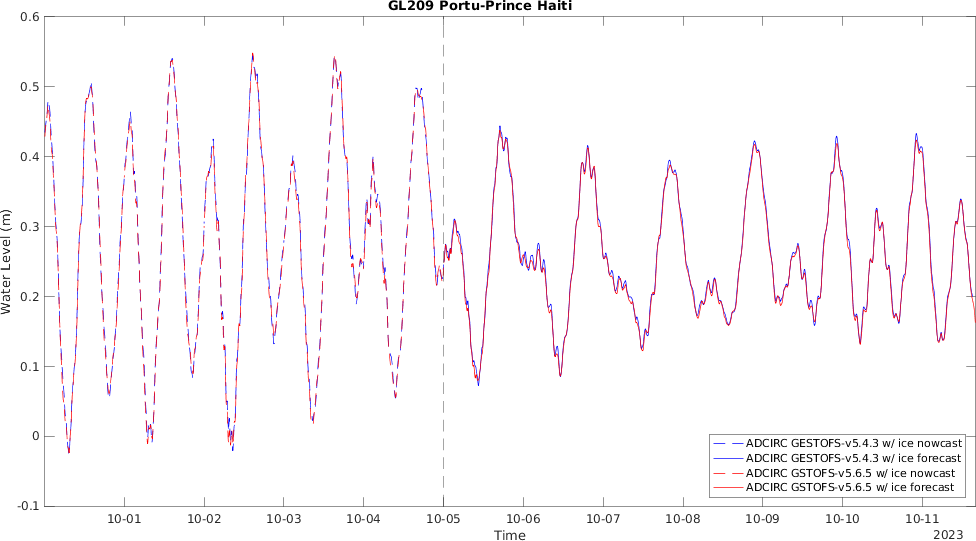 GL209 Portu-Prince Haiti
0.6
0.5
0.4
0.3
0.2
0.1
0
-0.1
Water Level (m)
ADCIRC GESTOFS-v5.4.3 w/ ice nowcast
ADCIRC GESTOFS-v5.4.3 w/ ice forecast
ADCIRC GSTOFS-v5.6.5 w/ ice nowcast
ADCIRC GSTOFS-v5.6.5 w/ ice forecast
10-01 10-02 10-03 10-04 10-05 10-06 10-07 10-08 10-09 10-10 10-11
Time
2023